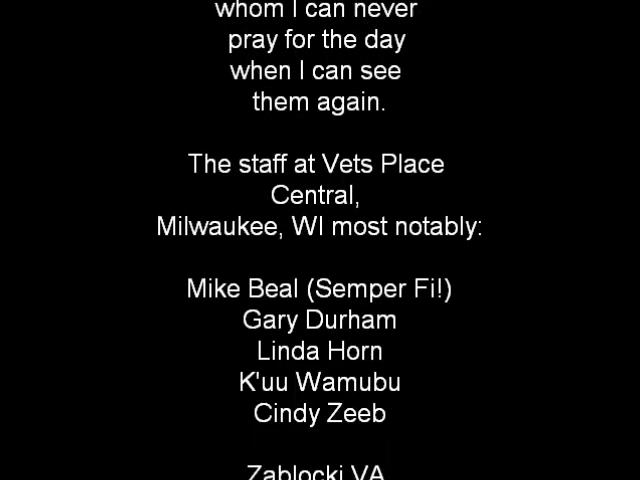 whom I can never
pray for the day
when I can see
them again.
The staff at Vets Place
Central,
Milwaukee, WI most notably:
Mike Beal (Semper Fi!)
Gary Durham
Linda Horn
K'uu Wamubu
Cindy Zeeb
Zablocki VA